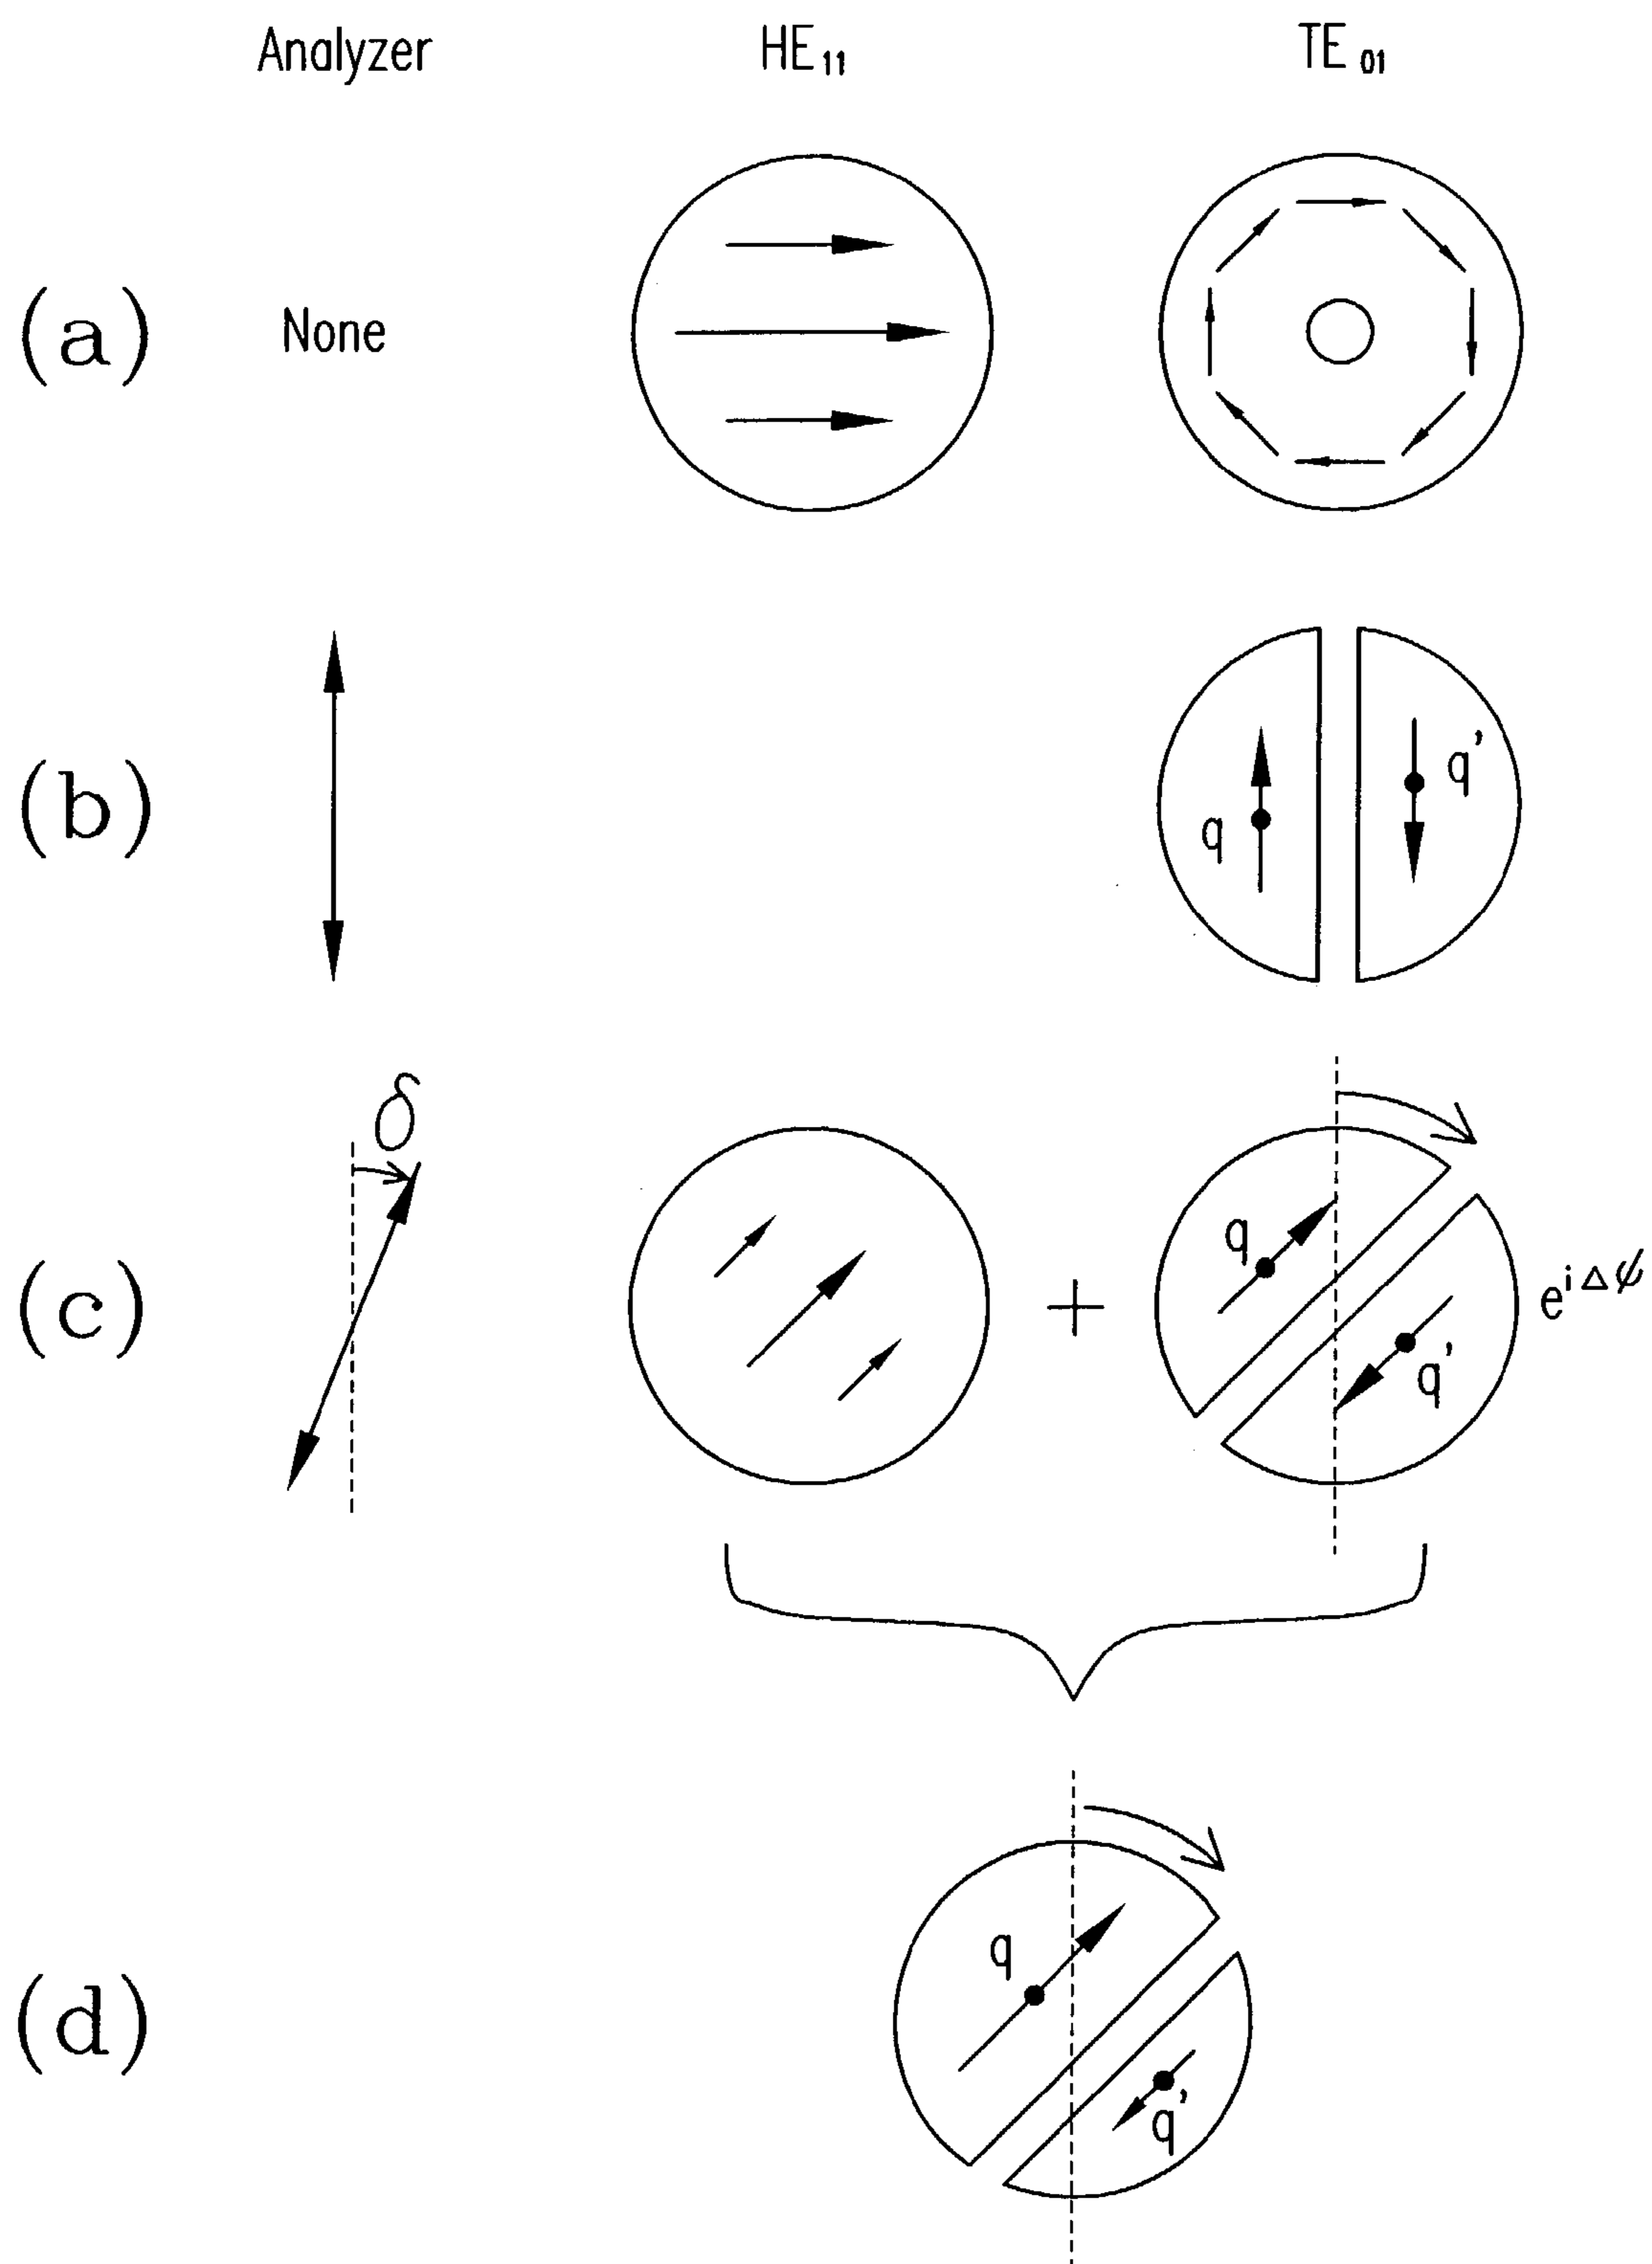 Analyzer HE₁₁ TE₀₁
(a) None
(b) q q'
δ
(c) + q q' e^{iΔψ}
(d) q q'